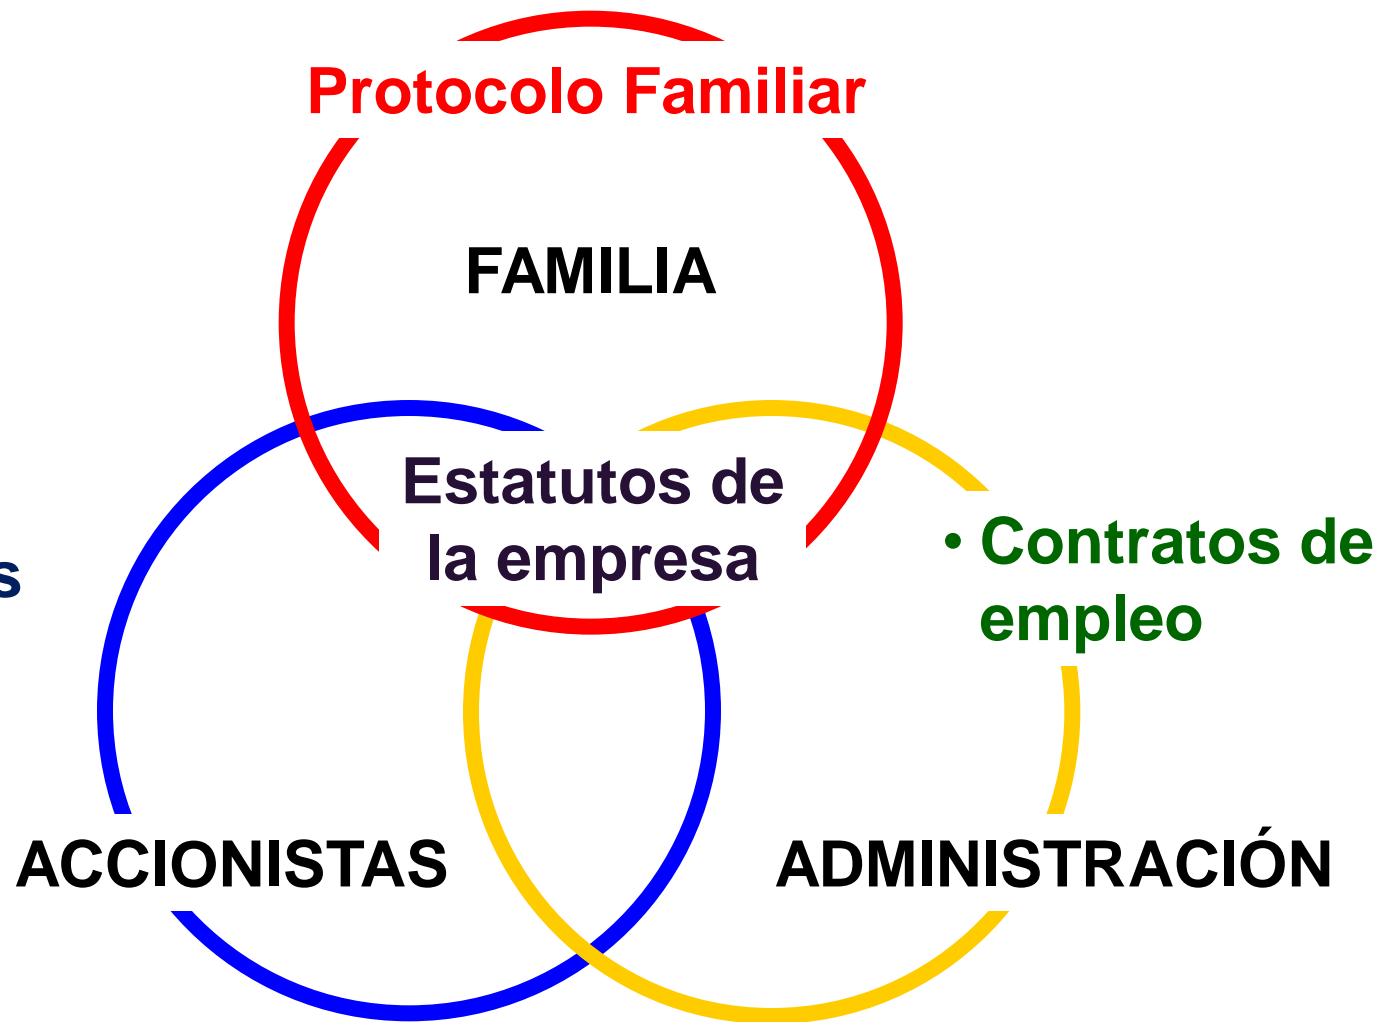 Protocolo Familiar
FAMILIA
Estatutos de
la empresa
• Contratos de
empleo
ACCIONISTAS
ADMINISTRACIÓN